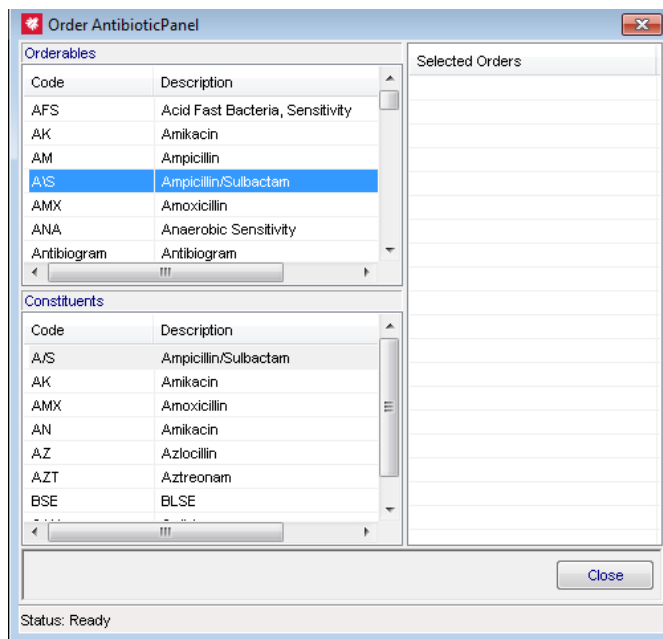 Order AntibioticPanel
Orderables
Code Description
AFS Acid Fast Bacteria, Sensitivity
AK Amikacin
AM Ampicillin
A\S Ampicillin/Sulbactam
AMX Amoxicillin
ANA Anaerobic Sensitivity
Antibiogram Antibiogram
Constituents
Code Description
A/S Ampicillin/Sulbactam
AK Amikacin
AMX Amoxicillin
AN Amikacin
AZ Azlocillin
AZT Aztreonam
BSE BLSE
Selected Orders
Close
Status: Ready